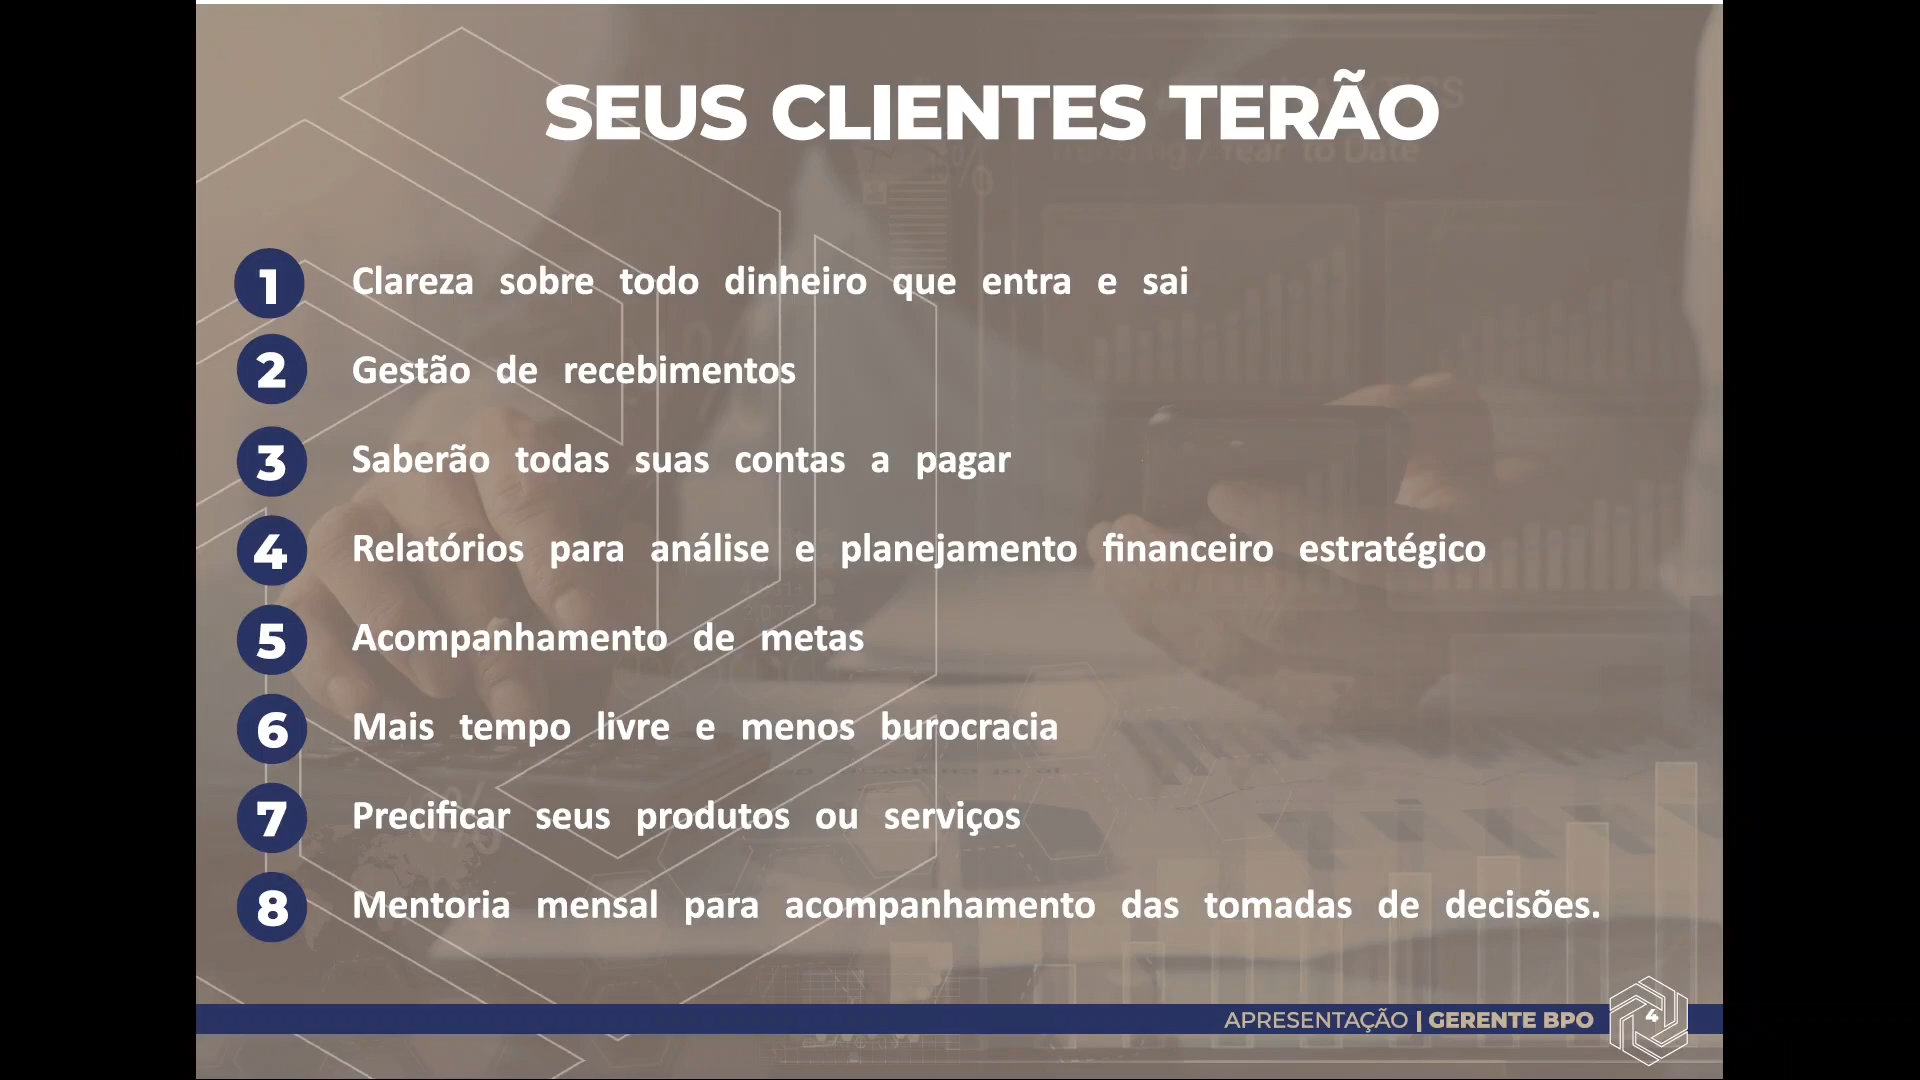 SEUS CLIENTES TERÃO
1 Clareza sobre todo dinheiro que entra e sai
2 Gestão de recebimentos
3 Saberão todas suas contas a pagar
4 Relatórios para análise e planejamento financeiro estratégico
5 Acompanhamento de metas
6 Mais tempo livre e menos burocracia
7 Precificar seus produtos ou serviços
8 Mentoria mensal para acompanhamento das tomadas de decisões.
APRESENTAÇÃO | GERENTE BPO 4